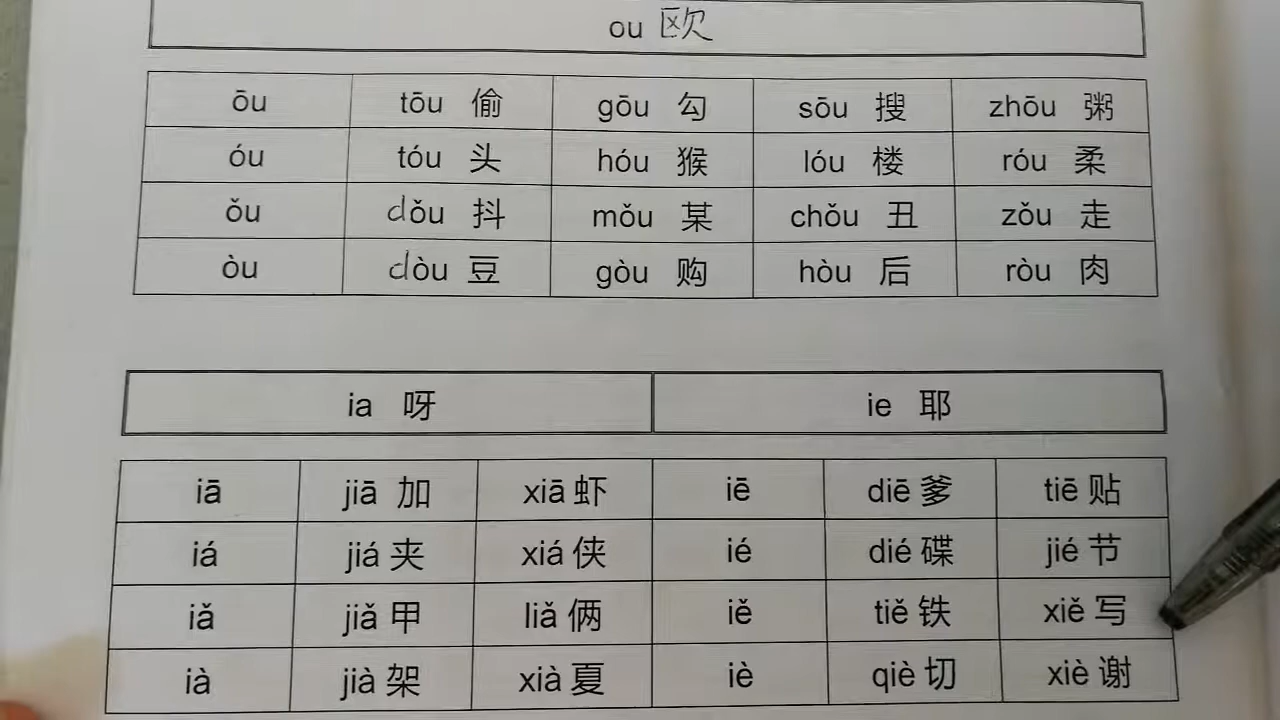 ou 欧
ōu tōu 偷 gōu 勾 sōu 搜 zhōu 粥
óu tóu 头 hóu 猴 lóu 楼 róu 柔
ǒu dǒu 抖 mǒu 某 chǒu 丑 zǒu 走
òu dòu 豆 gòu 购 hòu 后 ròu 肉
ia 呀 ie 耶
iā jiā 加 xiā 虾 iē diē 爹 tiē 贴
iá jiá 夹 xiá 侠 ié dié 碟 jié 节
iǎ jiǎ 甲 liǎ 俩 iě tiě 铁 xiě 写
ià jià 架 xià 夏 iè qiè 切 xiè 谢